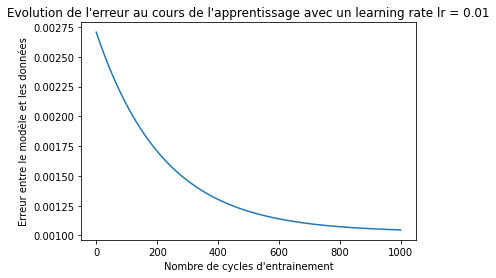 Evolution de l'erreur au cours de l'apprentissage avec un learning rate lr = 0.01
Erreur entre le modèle et les données
0.00275
0.00250
0.00225
0.00200
0.00175
0.00150
0.00125
0.00100
0 200 400 600 800 1000
Nombre de cycles d'entrainement